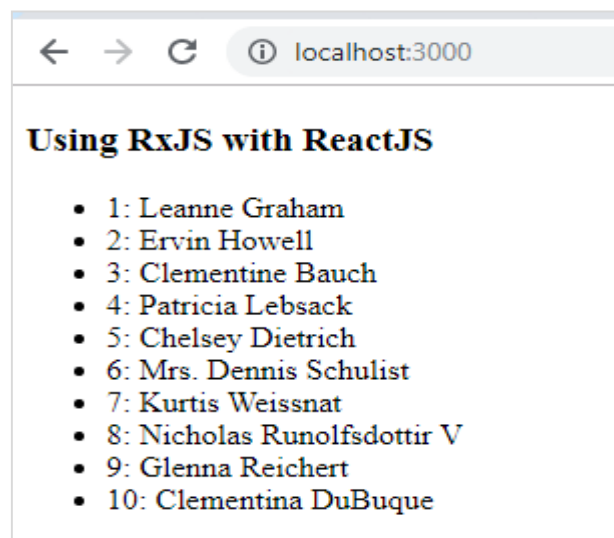 localhost:3000
Using RxJS with ReactJS
• 1: Leanne Graham
• 2: Ervin Howell
• 3: Clementine Bauch
• 4: Patricia Lebsack
• 5: Chelsey Dietrich
• 6: Mrs. Dennis Schulist
• 7: Kurtis Weissnat
• 8: Nicholas Runolfsdottir V
• 9: Glenna Reichert
• 10: Clementina DuBuque